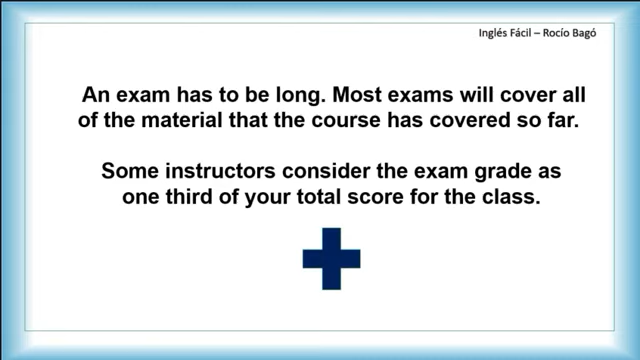 Inglés Fácil – Rocío Bagó
An exam has to be long. Most exams will cover all
of the material that the course has covered so far.
Some instructors consider the exam grade as
one third of your total score for the class.